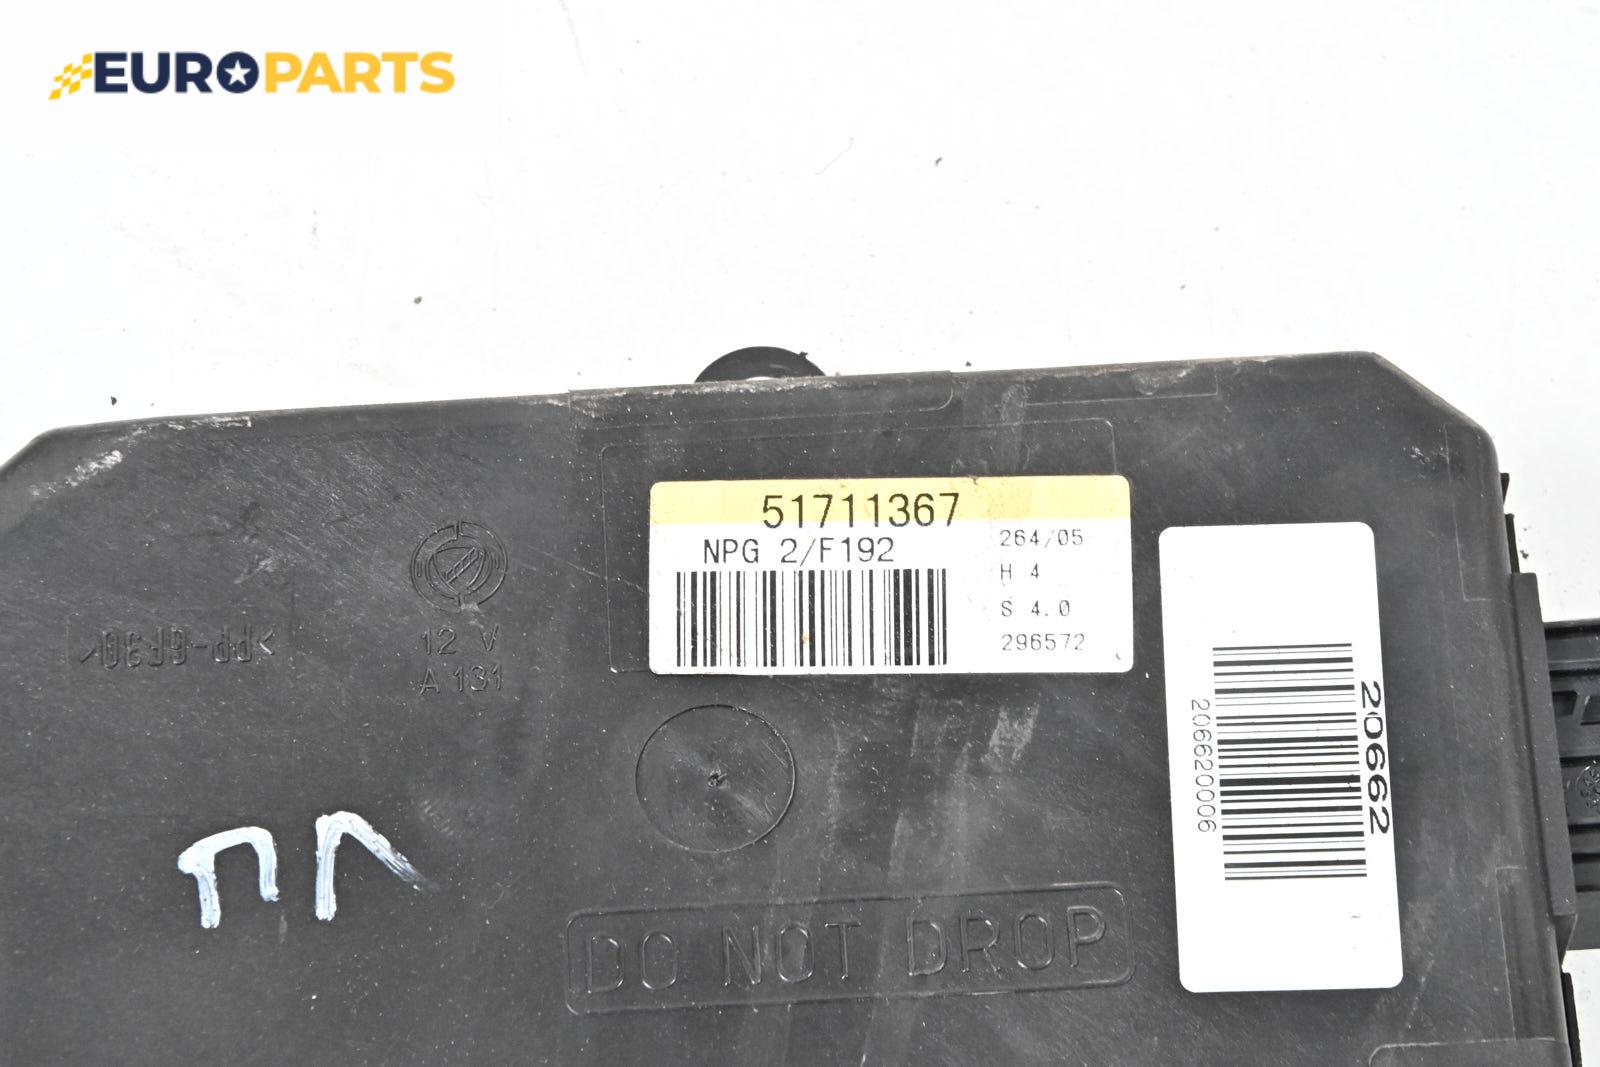 EUROPARTS
51711367
NPG 2/F192
264/05
H 4
S 4.0
296572
12 V
A 131
>PP-GF30<
20662
2066200006
ПЛ
DO NOT DROP